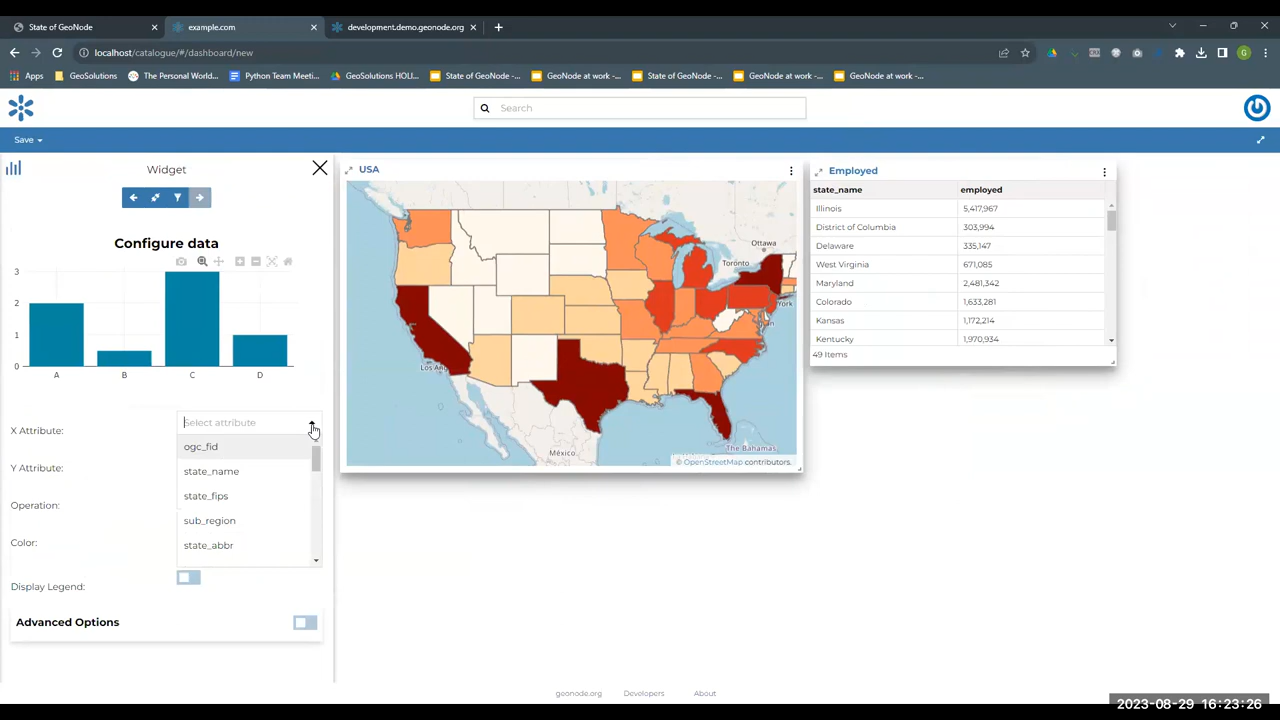 State of GeoNode
example.com
development.demo.geonode.org
localhost/catalogue/#/dashboard/new
G
Apps
GeoSolutions
The Personal World...
Python Team Meeti...
GeoSolutions HOLI...
State of GeoNode -...
GeoNode at work -...
State of GeoNode -...
GeoNode at work -...
GeoNode at work -...
Search
Save
Widget
Configure data
3
2
1
0
A B C D
X Attribute:
Select attribute
ogc_fid
Y Attribute:
state_name
state_fips
Operation:
sub_region
Color:
state_abbr
Display Legend:
Advanced Options
USA
Ottawa
Toronto
York
Los Ang
México
The Bahamas
© OpenStreetMap contributors.
Employed
state_name employed
Illinois 5,417,967
District of Columbia 303,994
Delaware 335,147
West Virginia 671,085
Maryland 2,481,342
Colorado 1,633,281
Kansas 1,172,214
Kentucky 1,970,934
49 Items
geonode.org Developers About
2023-08-29 16:23:26